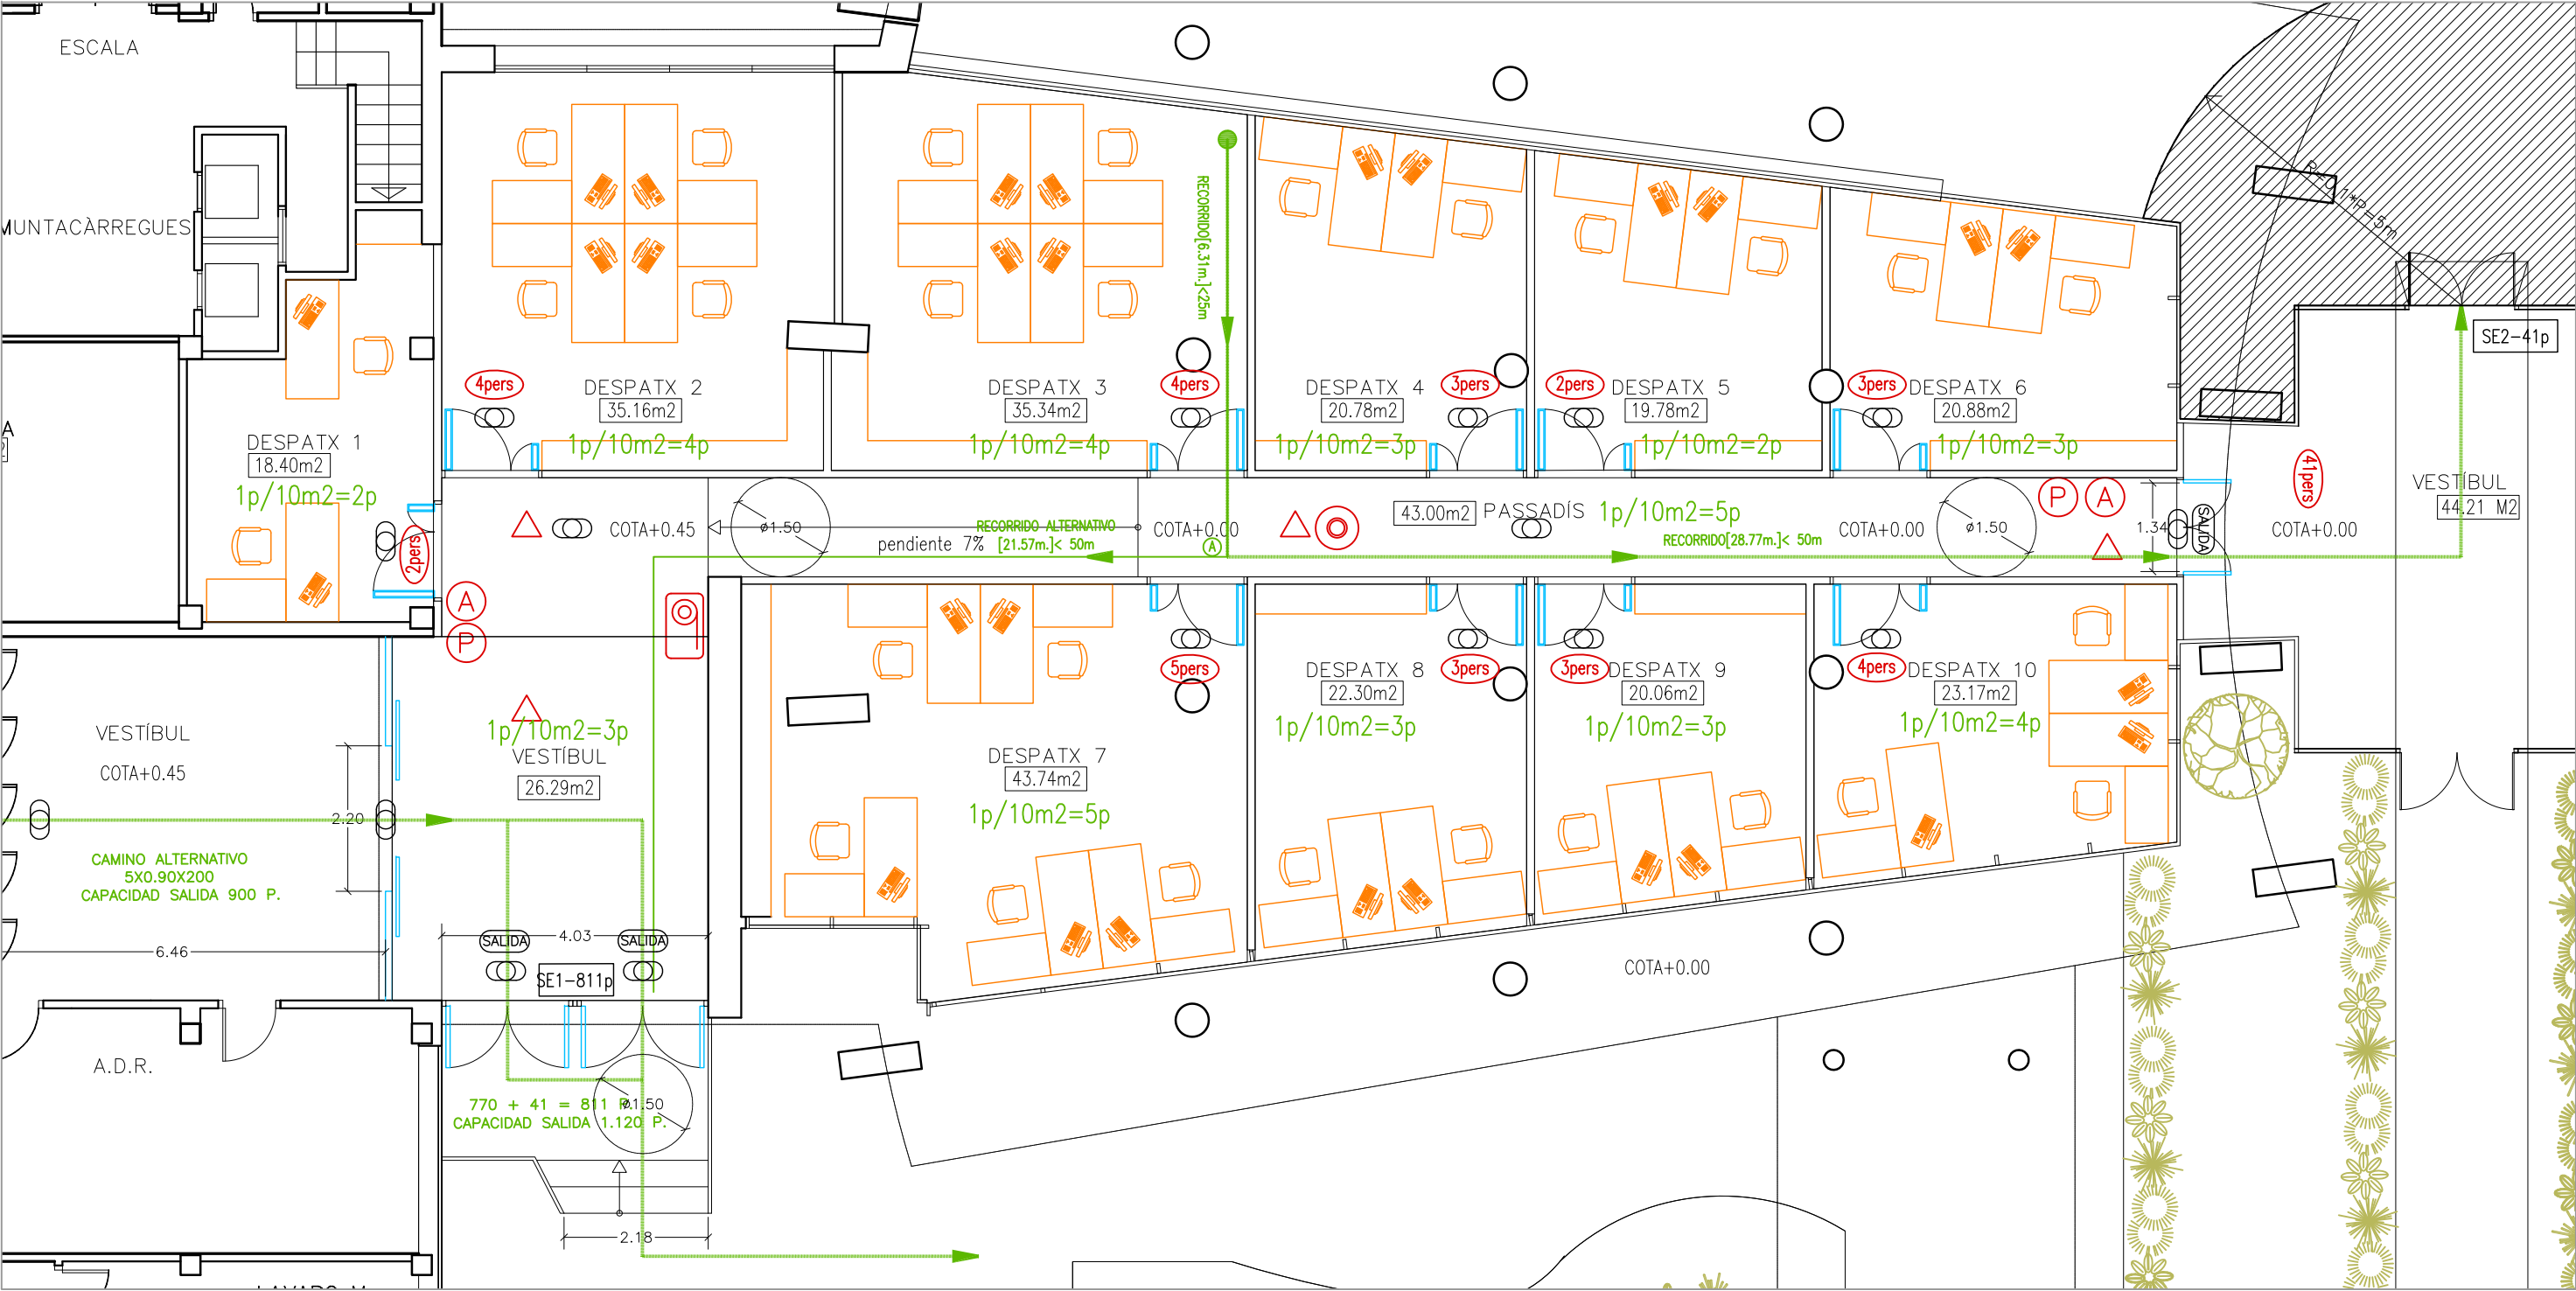 ESCALA
MUNTACÀRREGUES
R=0,1*P=5m
SE2-41p
RECORRIDO[6.31m.]<25m
DESPATX 1
18.40m2
1p/10m2=2p
2pers
4pers
DESPATX 2
35.16m2
1p/10m2=4p
DESPATX 3
35.34m2
1p/10m2=4p
4pers
DESPATX 4
20.78m2
1p/10m2=3p
3pers
2pers
DESPATX 5
19.78m2
1p/10m2=2p
3pers
DESPATX 6
20.88m2
1p/10m2=3p
41pers
VESTÍBUL
44.21 M2
COTA+0.00
A
COTA+0.45
ø1.50
pendiente 7%
RECORRIDO ALTERNATIVO
[21.57m.]< 50m
COTA+0.00
A
43.00m2
PASSADÍS
1p/10m2=5p
RECORRIDO[28.77m.]< 50m
COTA+0.00
ø1.50
P
A
1.34
SALIDA
A
P
1p/10m2=3p
VESTÍBUL
26.29m2
5pers
DESPATX 7
43.74m2
1p/10m2=5p
DESPATX 8
22.30m2
1p/10m2=3p
3pers
3pers
DESPATX 9
20.06m2
1p/10m2=3p
4pers
DESPATX 10
23.17m2
1p/10m2=4p
VESTÍBUL
COTA+0.45
2.20
CAMINO ALTERNATIVO
5X0.90X200
CAPACIDAD SALIDA 900 P.
6.46
SALIDA
4.03
SALIDA
SE1-811p
COTA+0.00
A.D.R.
770 + 41 = 811 P.
ø1.50
CAPACIDAD SALIDA 1.120 P.
2.18